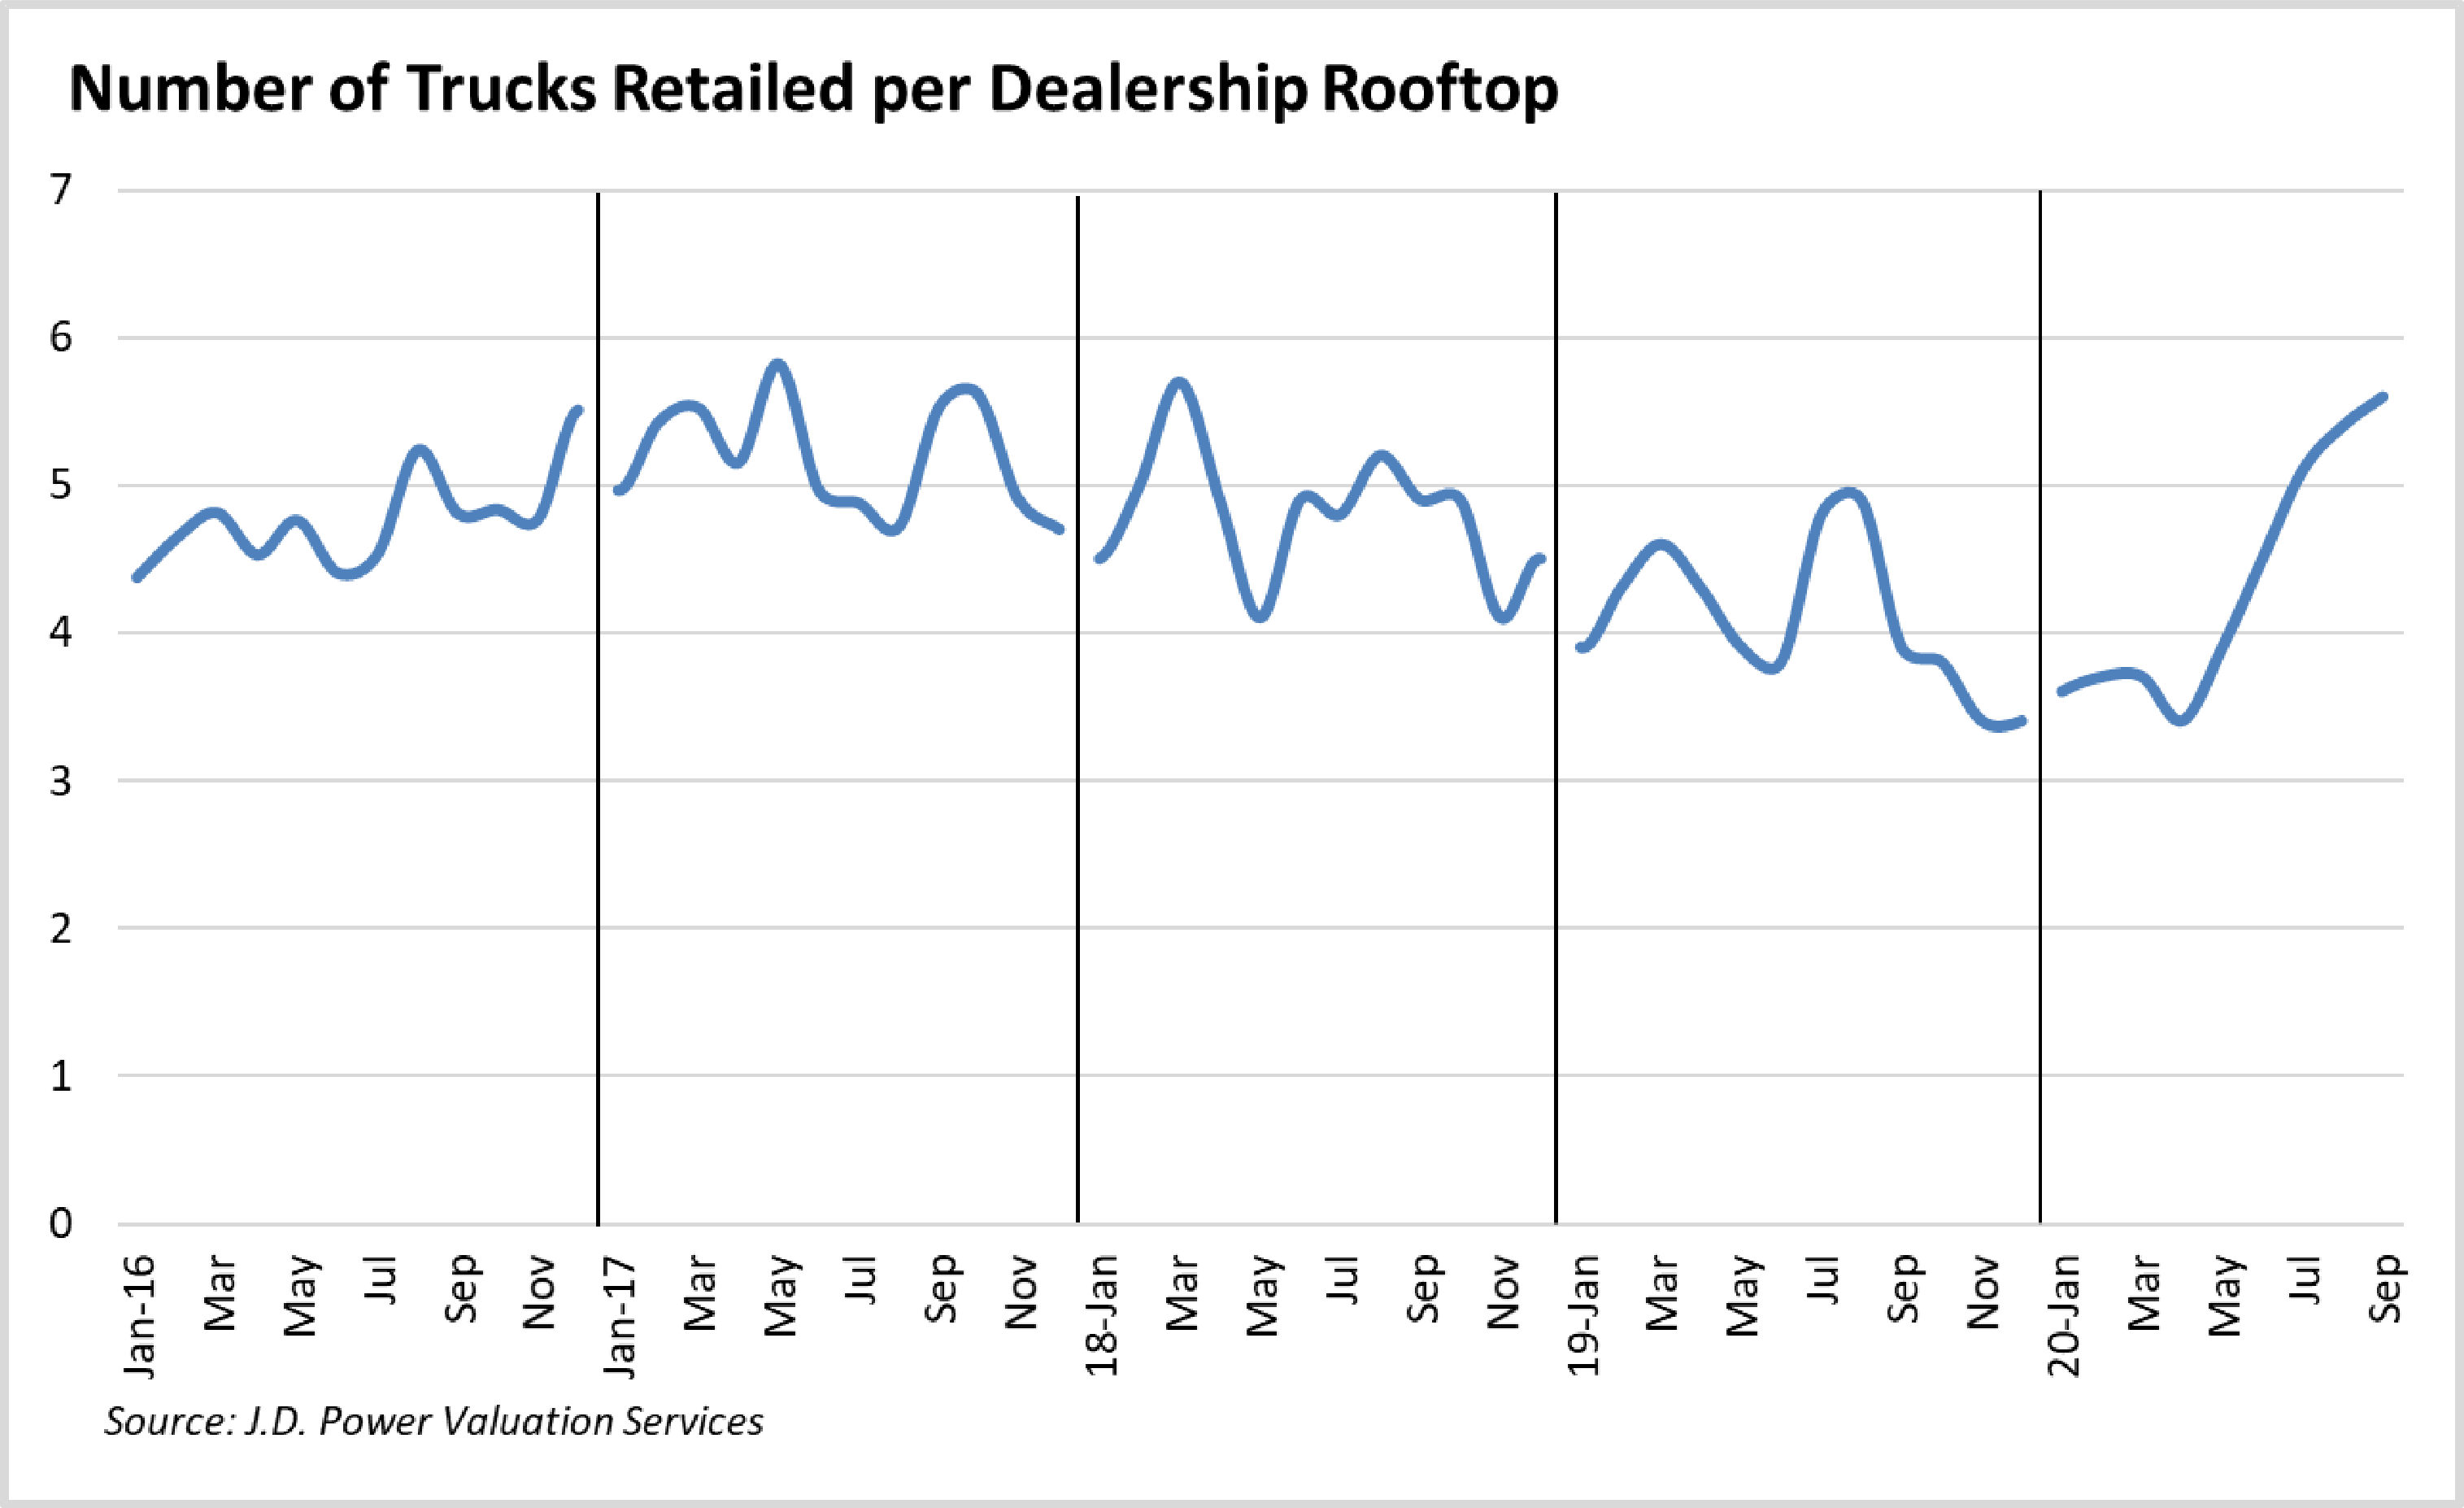 Number of Trucks Retailed per Dealership Rooftop
7
6
5
4
3
2
1
0
Jan-16 Mar May Jul Sep Nov Jan-17 Mar May Jul Sep Nov 18-Jan Mar May Jul Sep Nov 19-Jan Mar May Jul Sep Nov 20-Jan Mar May Jul Sep
Source: J.D. Power Valuation Services